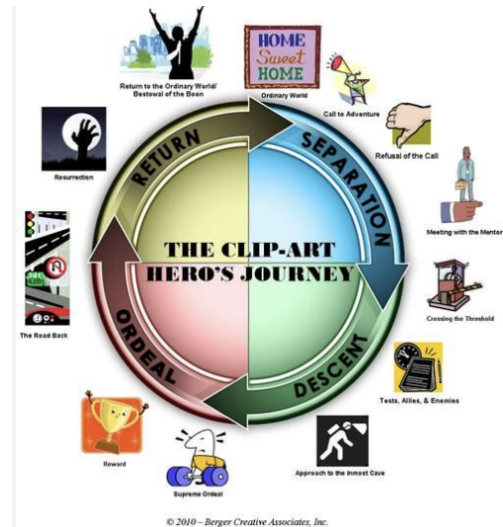 HOME
Sweet
HOME
Ordinary World
Call to Adventure
Refusal of the Call
Meeting with the Mentor
Crossing the Threshold
Tests, Allies, & Enemies
Approach to the Inmost Cave
Supreme Ordeal
Reward
The Road Back
Resurrection
Return to the Ordinary World/
Bestowal of the Boon
SEPARATION
DESCENT
ORDEAL
RETURN
THE CLIP-ART
HERO'S JOURNEY
© 2010 – Berger Creative Associates, Inc.